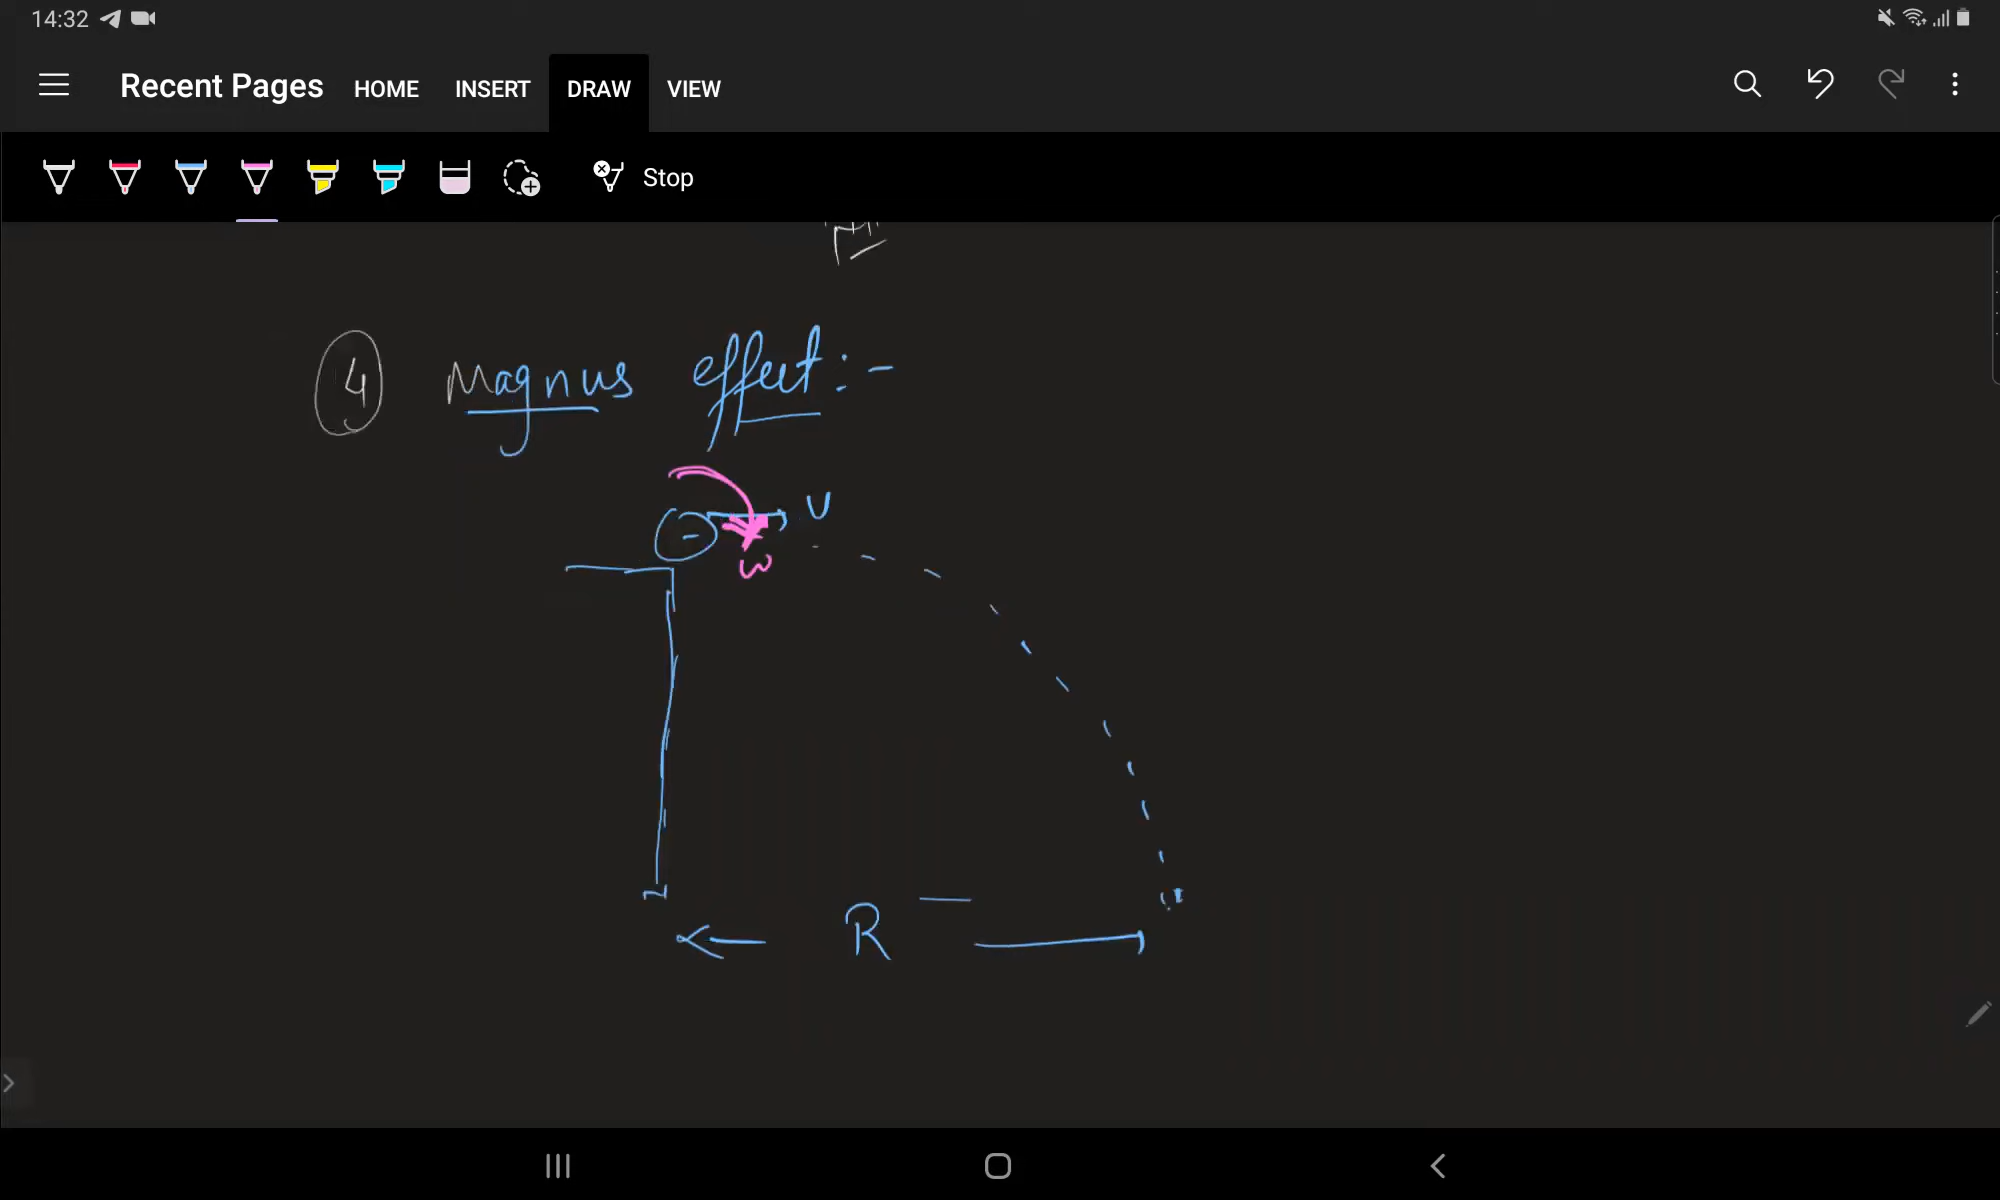 14:32
Recent Pages HOME INSERT DRAW VIEW
Stop
4 Magnus effect :-
υ
ω
R